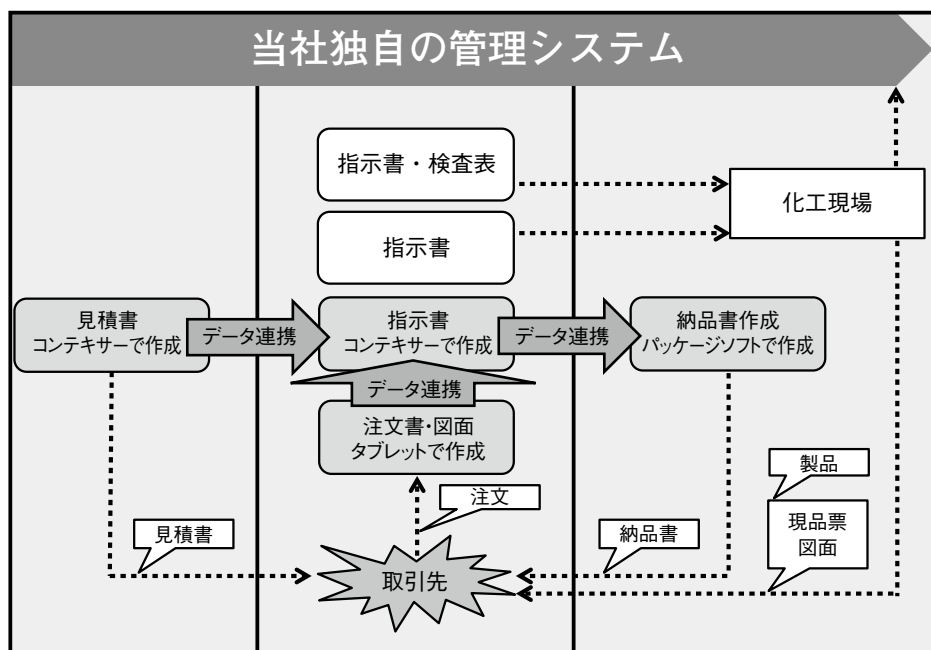 当社独自の管理システム
指示書・検査表
化工現場
指示書
見積書
コンテキサーで作成
データ連携
指示書
コンテキサーで作成
データ連携
納品書作成
パッケージソフトで作成
データ連携
注文書・図面
タブレットで作成
製品
注文
現品票
図面
見積書
納品書
取引先